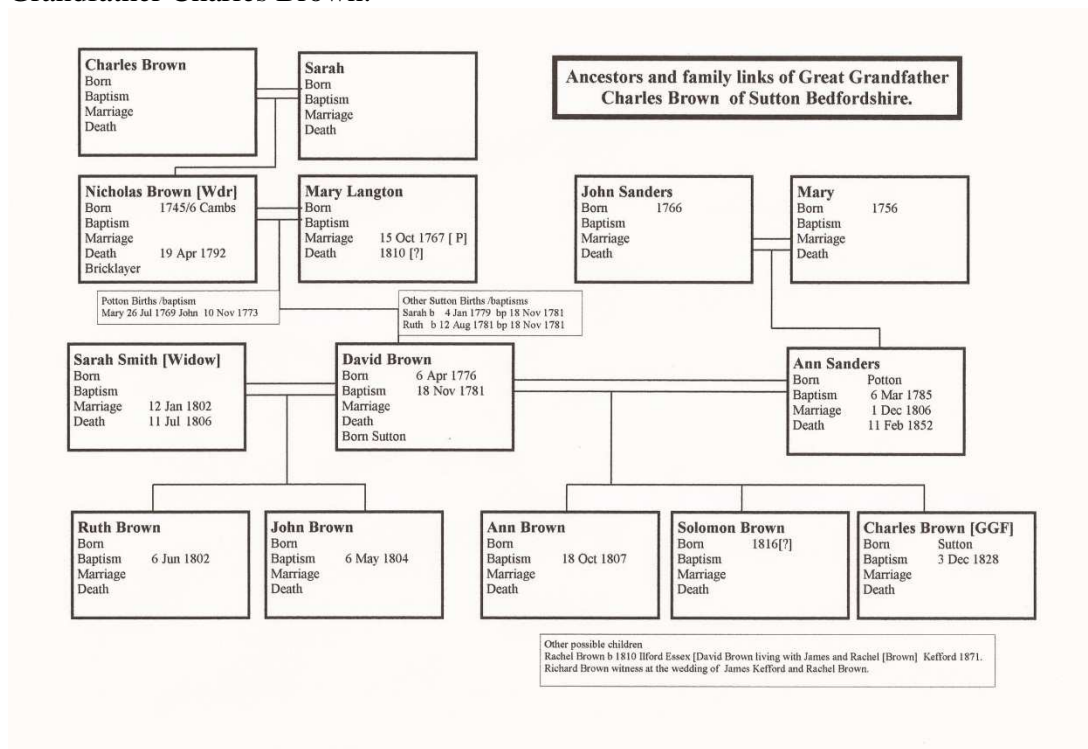 Grandfather Charles Brown.
Ancestors and family links of Great Grandfather
Charles Brown of Sutton Bedfordshire.
Charles Brown
Born
Baptism
Marriage
Death
Sarah
Born
Baptism
Marriage
Death
Nicholas Brown [Wdr]
Born 1745/6 Cambs
Baptism
Marriage
Death 19 Apr 1792
Bricklayer
Mary Langton
Born
Baptism
Marriage 15 Oct 1767 [ P]
Death 1810 [?]
John Sanders
Born 1766
Baptism
Marriage
Death
Mary
Born 1756
Baptism
Marriage
Death
Potton Births /baptism
Mary 26 Jul 1769 John 10 Nov 1773
Other Sutton Births /baptisms
Sarah b 4 Jan 1779 bp 18 Nov 1781
Ruth b 12 Aug 1781 bp 18 Nov 1781
Sarah Smith [Widow]
Born
Baptism
Marriage 12 Jan 1802
Death 11 Jul 1806
David Brown
Born 6 Apr 1776
Baptism 18 Nov 1781
Marriage
Death
Born Sutton
Ann Sanders
Born Potton
Baptism 6 Mar 1785
Marriage 1 Dec 1806
Death 11 Feb 1852
Ruth Brown
Born
Baptism 6 Jun 1802
Marriage
Death
John Brown
Born
Baptism 6 May 1804
Marriage
Death
Ann Brown
Born
Baptism 18 Oct 1807
Marriage
Death
Solomon Brown
Born 1816[?]
Baptism
Marriage
Death
Charles Brown [GGF]
Born Sutton
Baptism 3 Dec 1828
Marriage
Death
Other possible children
Rachel Brown b 1810 Ilford Essex [David Brown living with James and Rachel [Brown] Kefford 1871.
Richard Brown witness at the wedding of James Kefford and Rachel Brown.